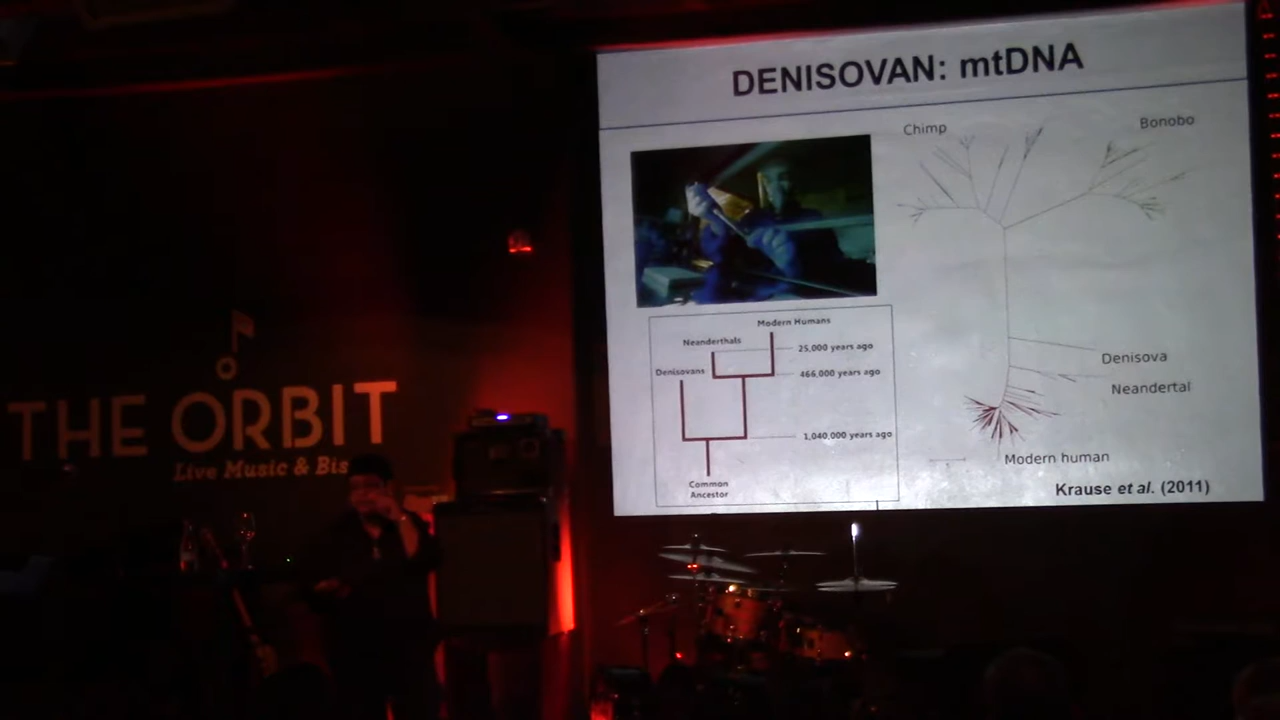 DENISOVAN: mtDNA
Chimp
Bonobo
Modern Humans
Neanderthals
25,000 years ago
Denisovans
466,000 years ago
1,040,000 years ago
Common
Ancestor
Denisova
Neandertal
Modern human
Krause et al. (2011)
THE ORBIT
Live Music & Bis